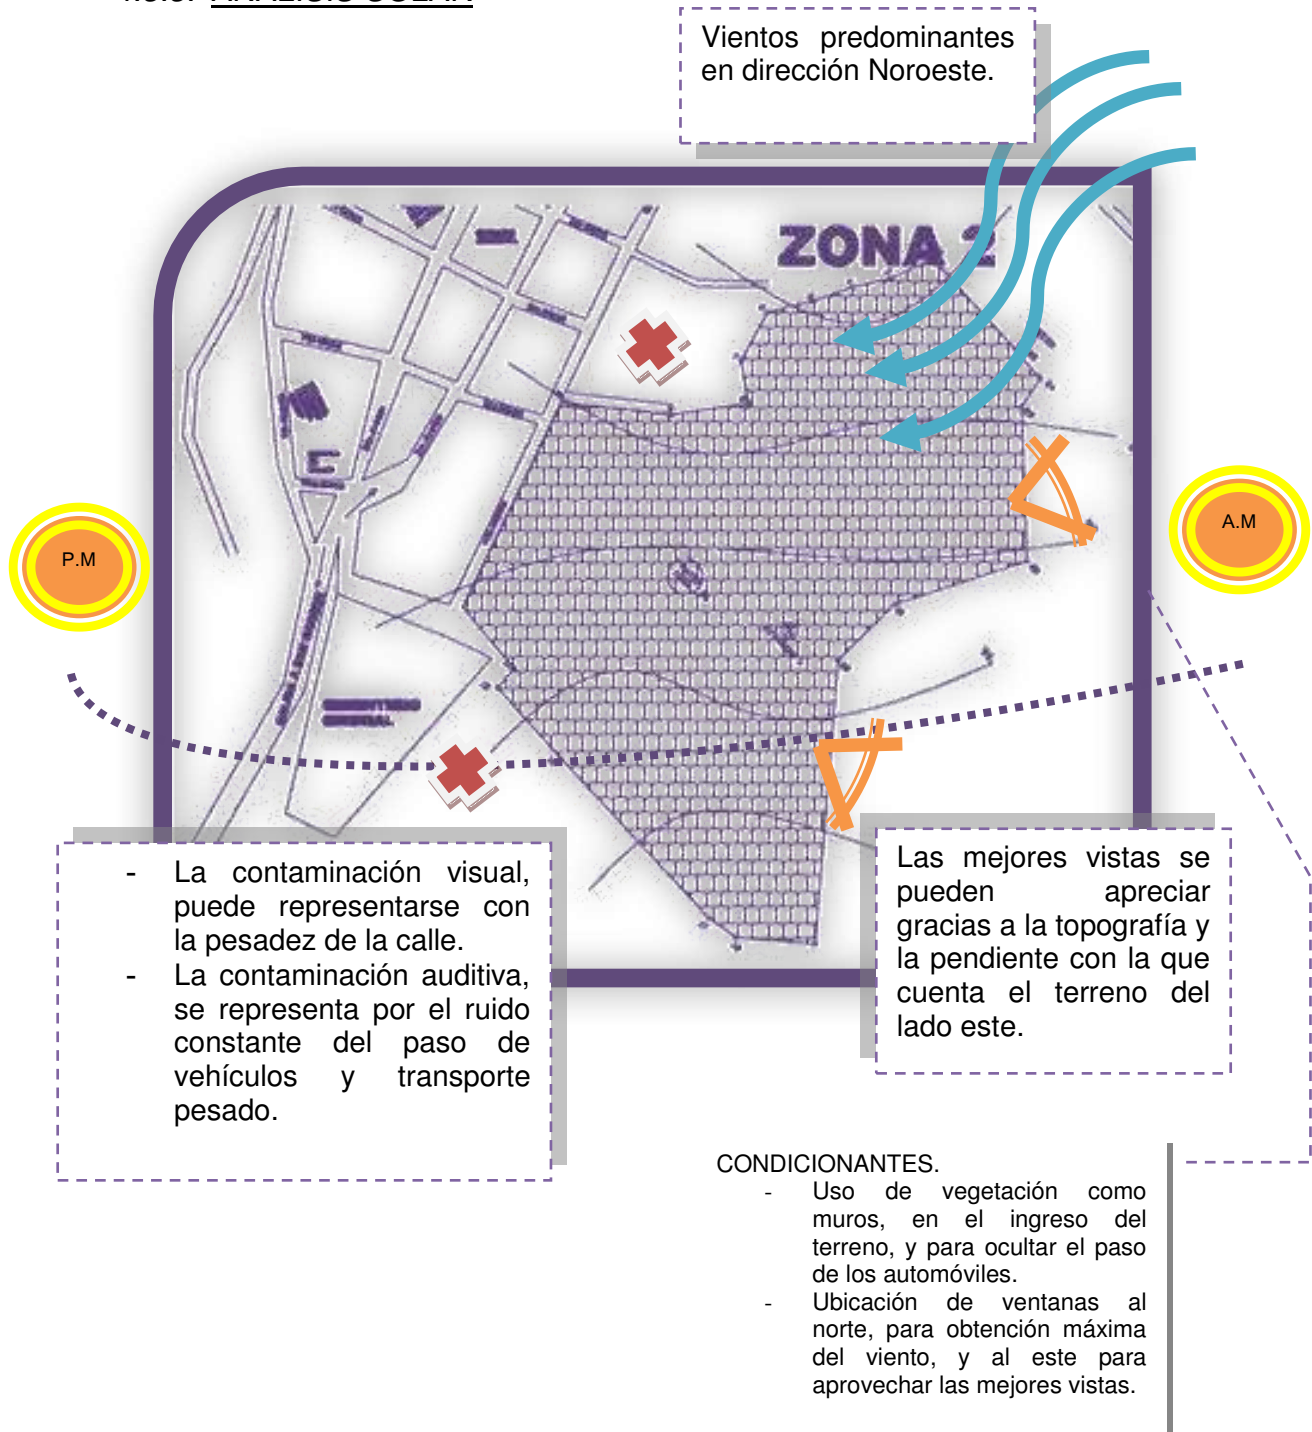 Vientos predominantes
en dirección Noroeste.
ZONA 2
P.M
A.M
- La contaminación visual,
puede representarse con
la pesadez de la calle.
- La contaminación auditiva,
se representa por el ruido
constante del paso de
vehículos y transporte
pesado.
Las mejores vistas se
pueden apreciar
gracias a la topografía y
la pendiente con la que
cuenta el terreno del
lado este.
CONDICIONANTES.
- Uso de vegetación como
muros, en el ingreso del
terreno, y para ocultar el paso
de los automóviles.
- Ubicación de ventanas al
norte, para obtención máxima
del viento, y al este para
aprovechar las mejores vistas.